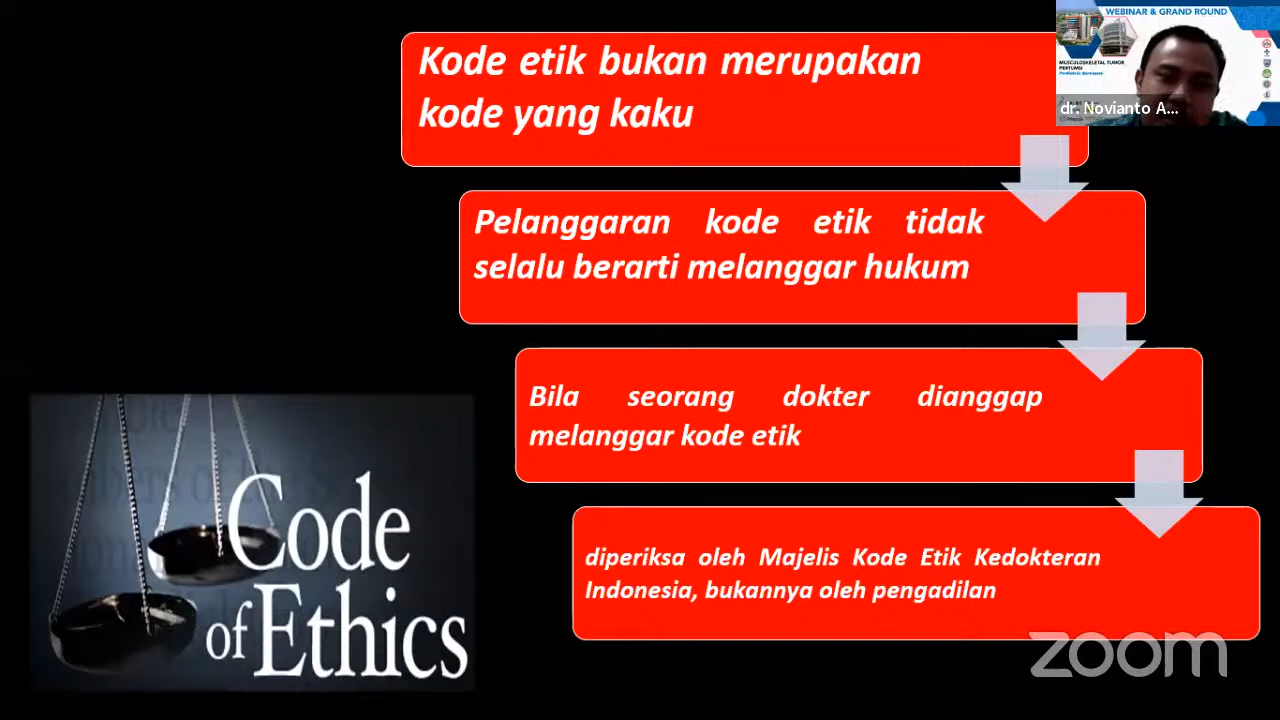 Kode etik bukan merupakan
kode yang kaku
Pelanggaran kode etik tidak
selalu berarti melanggar hukum
Bila seorang dokter dianggap
melanggar kode etik
diperiksa oleh Majelis Kode Etik Kedokteran
Indonesia, bukannya oleh pengadilan
Code
of Ethics
WEBINAR & GRAND ROUND
MUSCULOSKELETAL TUMOR
dr. Novianto A...
zoom